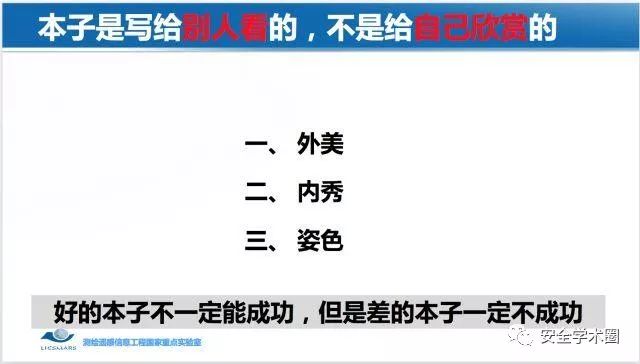 本子是写给别人看的，不是给自己欣赏的
一、 外美
二、 内秀
三、 姿色
好的本子不一定能成功，但是差的本子一定不成功
LIESMARS
测绘遥感信息工程国家重点实验室
安全学术圈